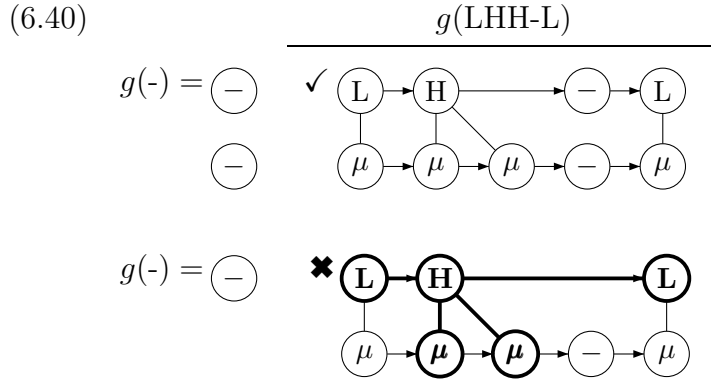 (6.40) g(LHH-L)
g(-) = − ✓ L H − L
− μ μ μ − μ
g(-) = − ✖ L H L
μ μ μ − μ